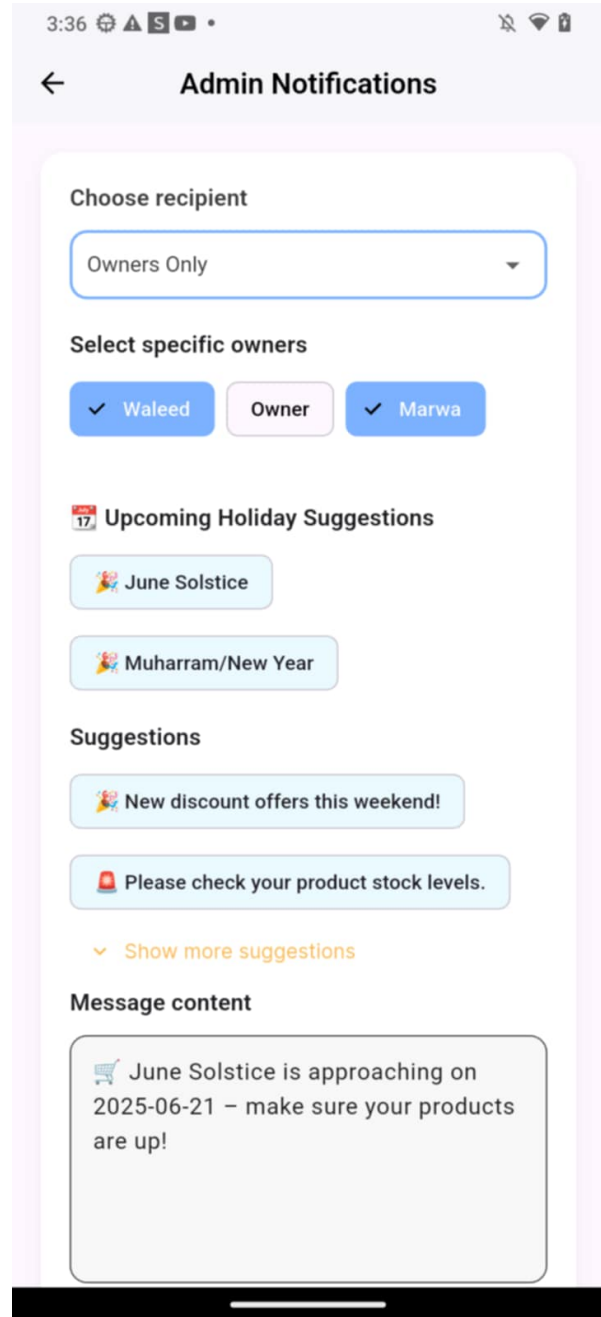 3:36
Admin Notifications
Choose recipient
Owners Only
Select specific owners
Waleed Owner Marwa
📅 Upcoming Holiday Suggestions
🎉 June Solstice
🎉 Muharram/New Year
Suggestions
🎉 New discount offers this weekend!
🚨 Please check your product stock levels.
Show more suggestions
Message content
🛒 June Solstice is approaching on
2025-06-21 – make sure your products
are up!